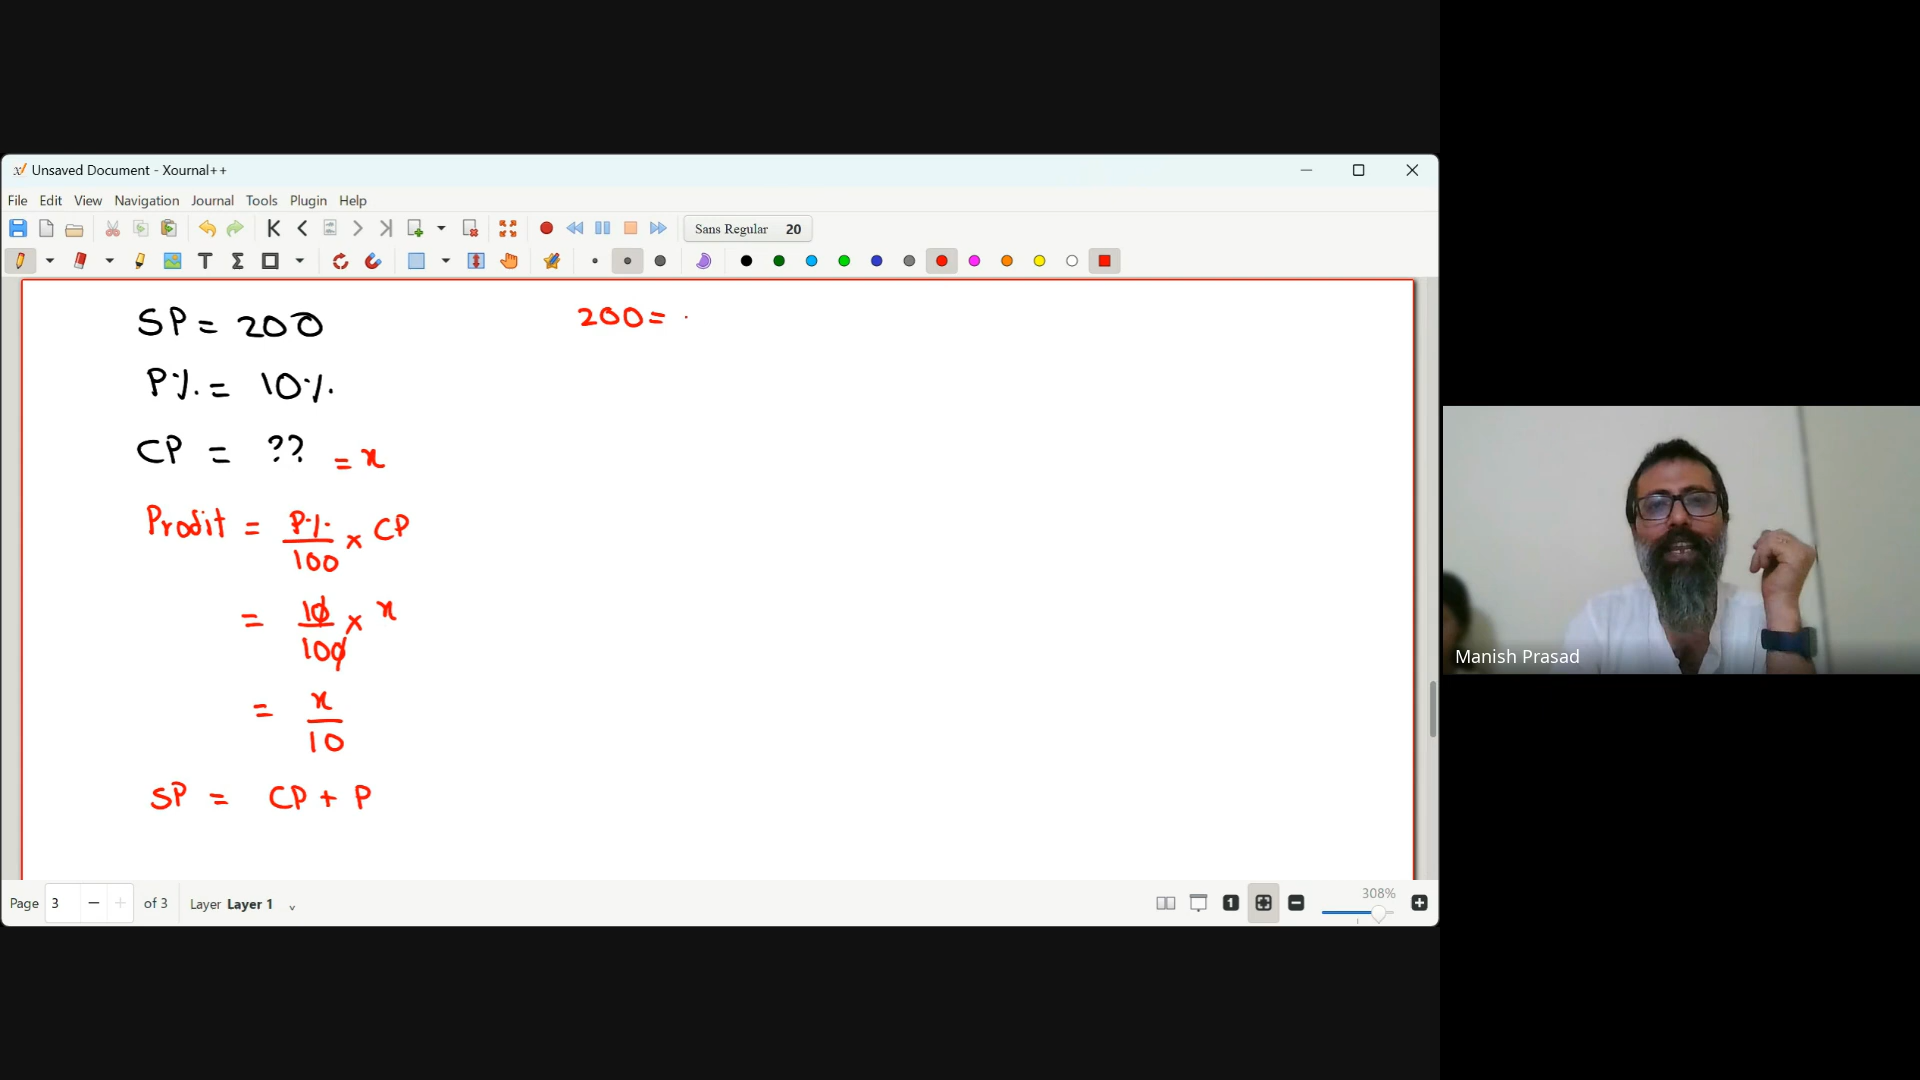 Unsaved Document - Xournal++
File Edit View Navigation Journal Tools Plugin Help
Sans Regular 20
SP = 200
P% = 10%
CP = ?? = x
Profit = P%/100 × CP
= 10/100 × x
= x/10
SP = CP + P
200 =
Manish Prasad
Page 3 of 3 Layer Layer 1
308%